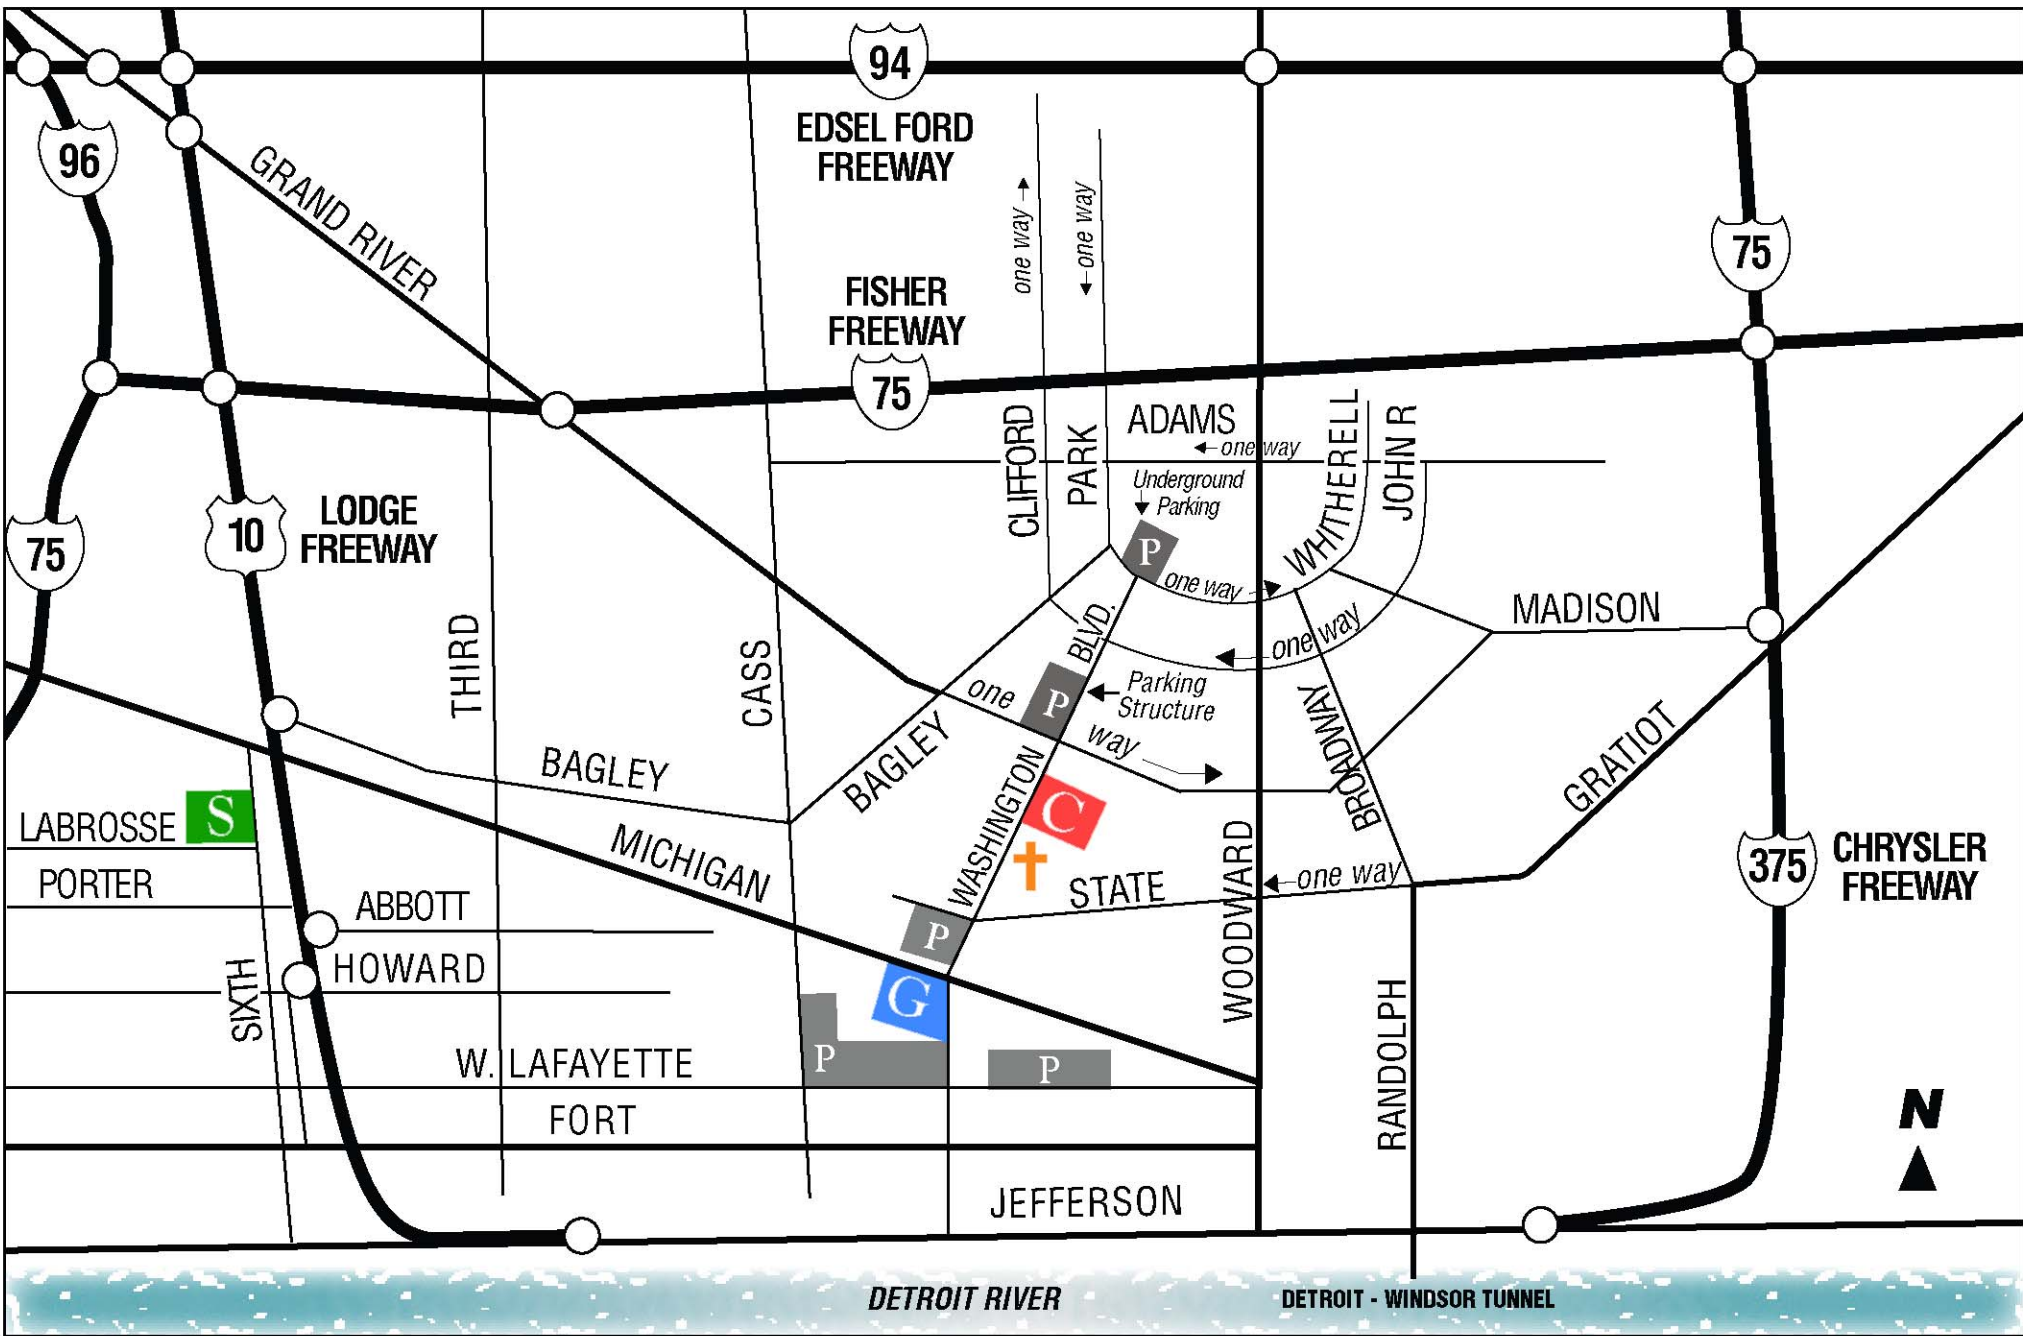 94
EDSEL FORD
FREEWAY
96
GRAND RIVER
one way
one way
75
FISHER
FREEWAY
75
CLIFFORD
PARK
ADAMS
one way
WHITHERELL
JOHN R
Underground
Parking
P
10
LODGE
FREEWAY
75
one way
MADISON
BLVD.
one way
THIRD
CASS
Parking
Structure
P
one
way
BAGLEY
BAGLEY
BROADWAY
GRATIOT
WASHINGTON
C
S
LABROSSE
MICHIGAN
PORTER
STATE
one way
WOODWARD
375
CHRYSLER
FREEWAY
ABBOTT
P
HOWARD
SIXTH
G
W. LAFAYETTE
P
P
RANDOLPH
FORT
N
JEFFERSON
DETROIT RIVER
DETROIT - WINDSOR TUNNEL